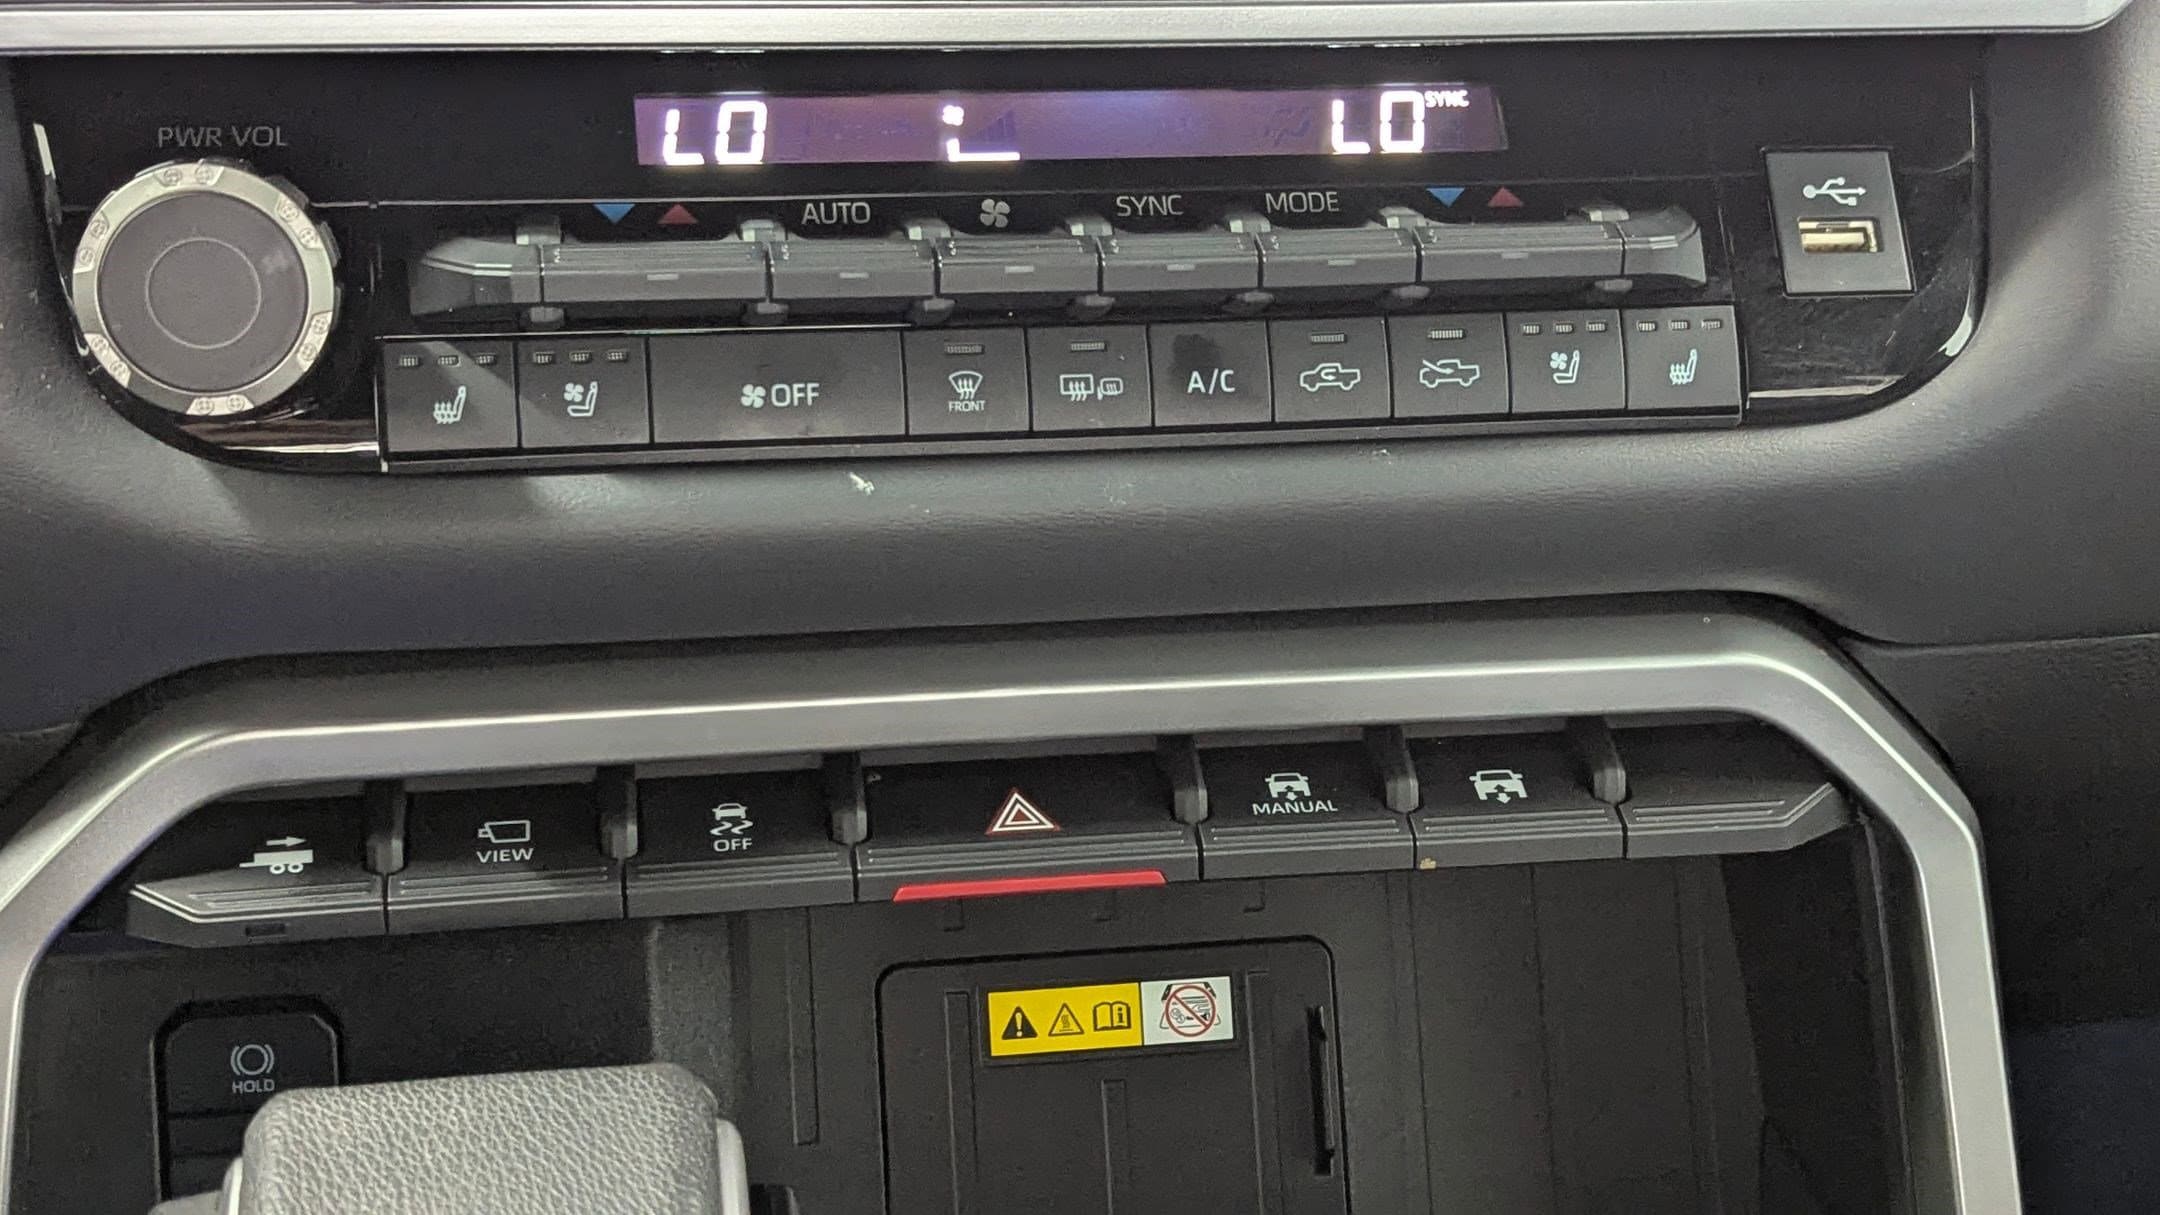 PWR VOL
LO LO SYNC
AUTO SYNC MODE
OFF FRONT A/C
VIEW OFF MANUAL
HOLD